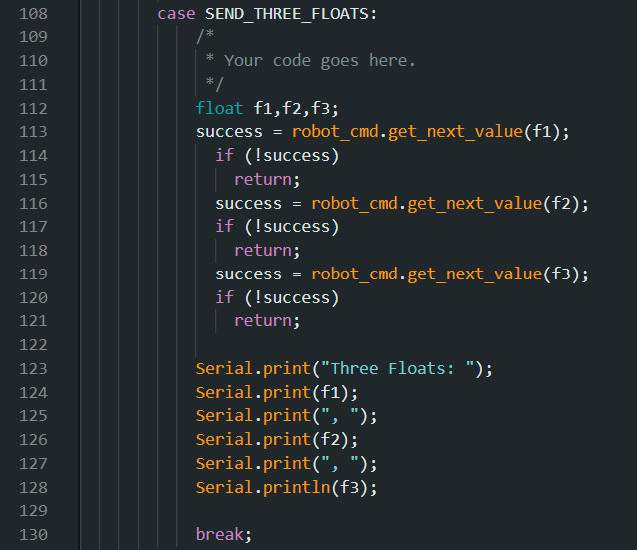 108 case SEND_THREE_FLOATS:
109 /*
110 * Your code goes here.
111 */
112 float f1,f2,f3;
113 success = robot_cmd.get_next_value(f1);
114 if (!success)
115 return;
116 success = robot_cmd.get_next_value(f2);
117 if (!success)
118 return;
119 success = robot_cmd.get_next_value(f3);
120 if (!success)
121 return;
122
123 Serial.print("Three Floats: ");
124 Serial.print(f1);
125 Serial.print(", ");
126 Serial.print(f2);
127 Serial.print(", ");
128 Serial.println(f3);
129
130 break;